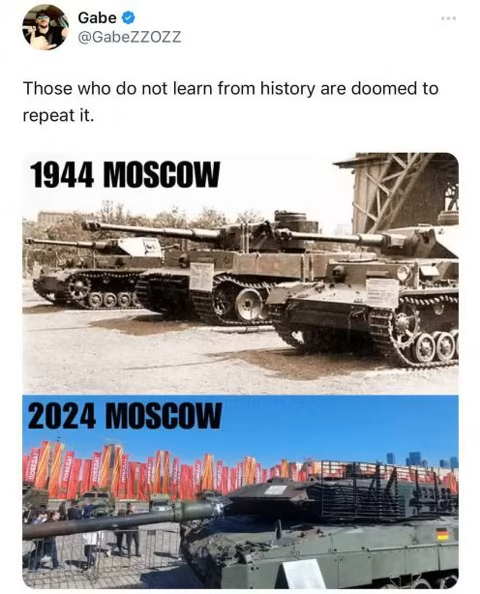 Gabe
@GabeZZOZZ
Those who do not learn from history are doomed to
repeat it.
1944 MOSCOW
2024 MOSCOW